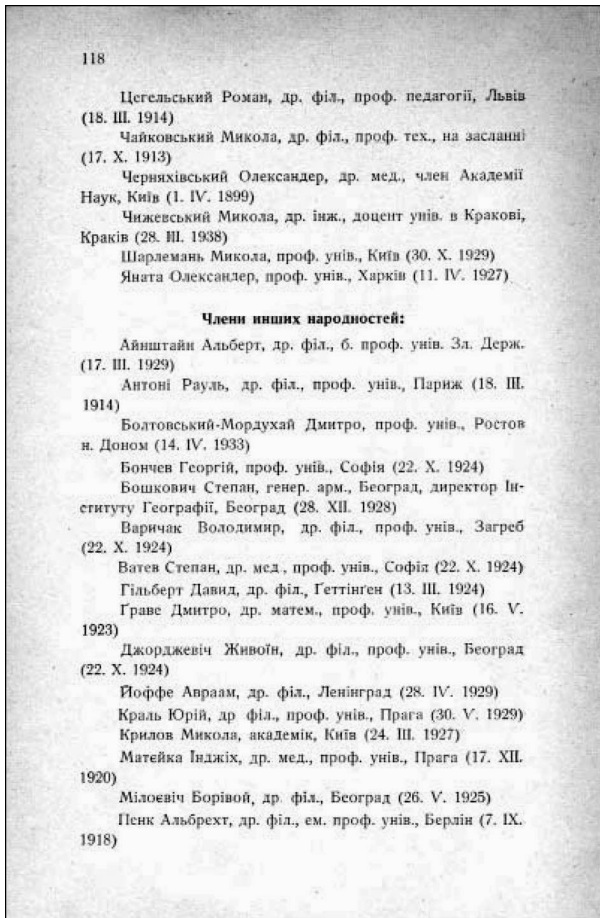 118
Цегельський Роман, др. філ., проф. педагогії, Львів
(18. III. 1914)
Чайковський Микола, др. філ., проф. тех., на засланні
(17. X. 1913)
Черняхівський Олександер, др. мед., член Академії
Наук, Київ (1. IV. 1899)
Чижевський Микола, др. інж., доцент унів. в Кракові,
Краків (28. III. 1938)
Шарлемань Микола, проф. унів., Київ (30. X. 1929)
Яната Олександер, проф. унів., Харків (11. IV. 1927)
Члени инших народностей:
Айнштайн Альберт, др. філ., б. проф. унів. Зл. Держ.
(17. III. 1929)
Антоні Рауль, др. філ., проф. унів., Париж (18. III.
1914)
Болтовський-Мордухай Дмитро, проф. унів., Ростов
н. Доном (14. IV. 1933)
Бончев Георгій, проф. унів., Софія (22. X. 1924)
Бошкович Степан, генер. арм., Београд, директор Ін-
ституту Географії, Београд (28. XII. 1928)
Варичак Володимир, др. філ., проф. унів., Загреб
(22. X. 1924)
Ватев Степан, др. мед., проф. унів., Софія (22. X. 1924)
Гільберт Давид, др. філ., Ґеттінґен (13. III. 1924)
Ґраве Дмитро, др. матем., проф. унів., Київ (16. V.
1923)
Джорджевіч Живоїн, др. філ., проф. унів., Београд
(22. X. 1924)
Йоффе Авраам, др. філ., Ленінград (28. IV. 1929)
Краль Юрій, др філ., проф. унів., Прага (30. V. 1929)
Крилов Микола, академік, Київ (24. III. 1927)
Матєйка Інджіх, др. мед., проф. унів., Прага (17. XII.
1920)
Мілоєвіч Борівой, др. філ., Београд (26. V. 1925)
Пенк Альбрехт, др. філ., ем. проф. унів., Берлін (7. IX.
1918)